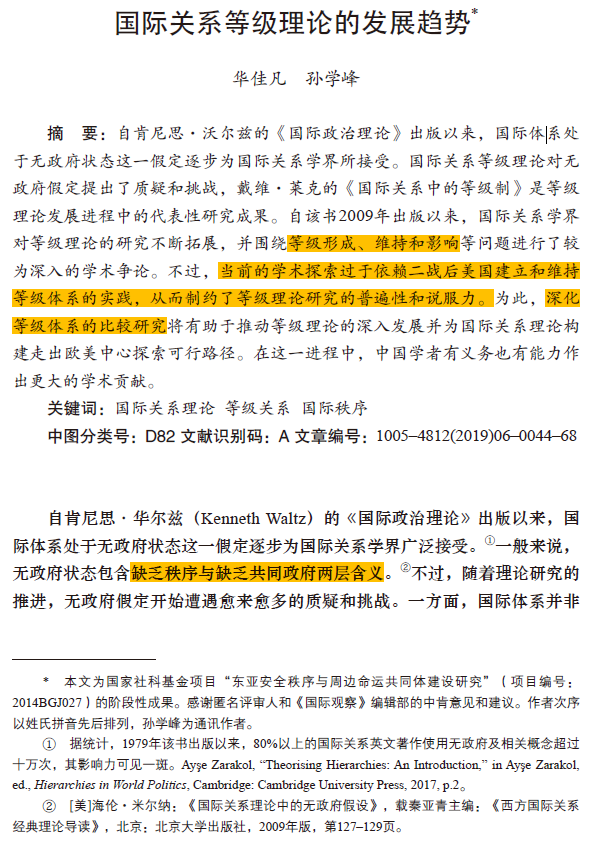 国际关系等级理论的发展趋势*
华佳凡 孙学峰
摘 要：自肯尼思·沃尔兹的《国际政治理论》出版以来，国际体系处
于无政府状态这一假定逐步为国际关系学界所接受。国际关系等级理论对无
政府假定提出了质疑和挑战，戴维·莱克的《国际关系中的等级制》是等级
理论发展进程中的代表性研究成果。自该书2009年出版以来，国际关系学界
对等级理论的研究不断拓展，并围绕等级形成、维持和影响等问题进行了较
为深入的学术争论。不过，当前的学术探索过于依赖二战后美国建立和维持
等级体系的实践，从而制约了等级理论研究的普遍性和说服力。为此，深化
等级体系的比较研究将有助于推动等级理论的深入发展并为国际关系理论构
建走出欧美中心探索可行路径。在这一进程中，中国学者有义务也有能力作
出更大的学术贡献。
关键词：国际关系理论 等级关系 国际秩序
中图分类号：D82 文献识别码：A 文章编号：1005–4812(2019)06–0044–68
自肯尼思·华尔兹（Kenneth Waltz）的《国际政治理论》出版以来，国
际体系处于无政府状态这一假定逐步为国际关系学界广泛接受。①一般来说，
无政府状态包含缺乏秩序与缺乏共同政府两层含义。②不过，随着理论研究的
推进，无政府假定开始遭遇愈来愈多的质疑和挑战。一方面，国际体系并非
* 本文为国家社科基金项目“东亚安全秩序与周边命运共同体建设研究”（项目编号：
2014BGJ027）的阶段性成果。感谢匿名评审人和《国际观察》编辑部的中肯意见和建议。作者次序
以姓氏拼音先后排列，孙学峰为通讯作者。
① 据统计，1979年该书出版以来，80%以上的国际关系英文著作使用无政府及相关概念超过
十万次，其影响力可见一斑。Ayşe Zarakol, “Theorising Hierarchies: An Introduction,” in Ayşe Zarakol,
ed., Hierarchies in World Politics, Cambridge: Cambridge University Press, 2017, p.2。
② [美]海伦·米尔纳：《国际关系理论中的无政府假设》，载秦亚青主编：《西方国际关系
经典理论导读》，北京：北京大学出版社，2009年版，第127–129页。